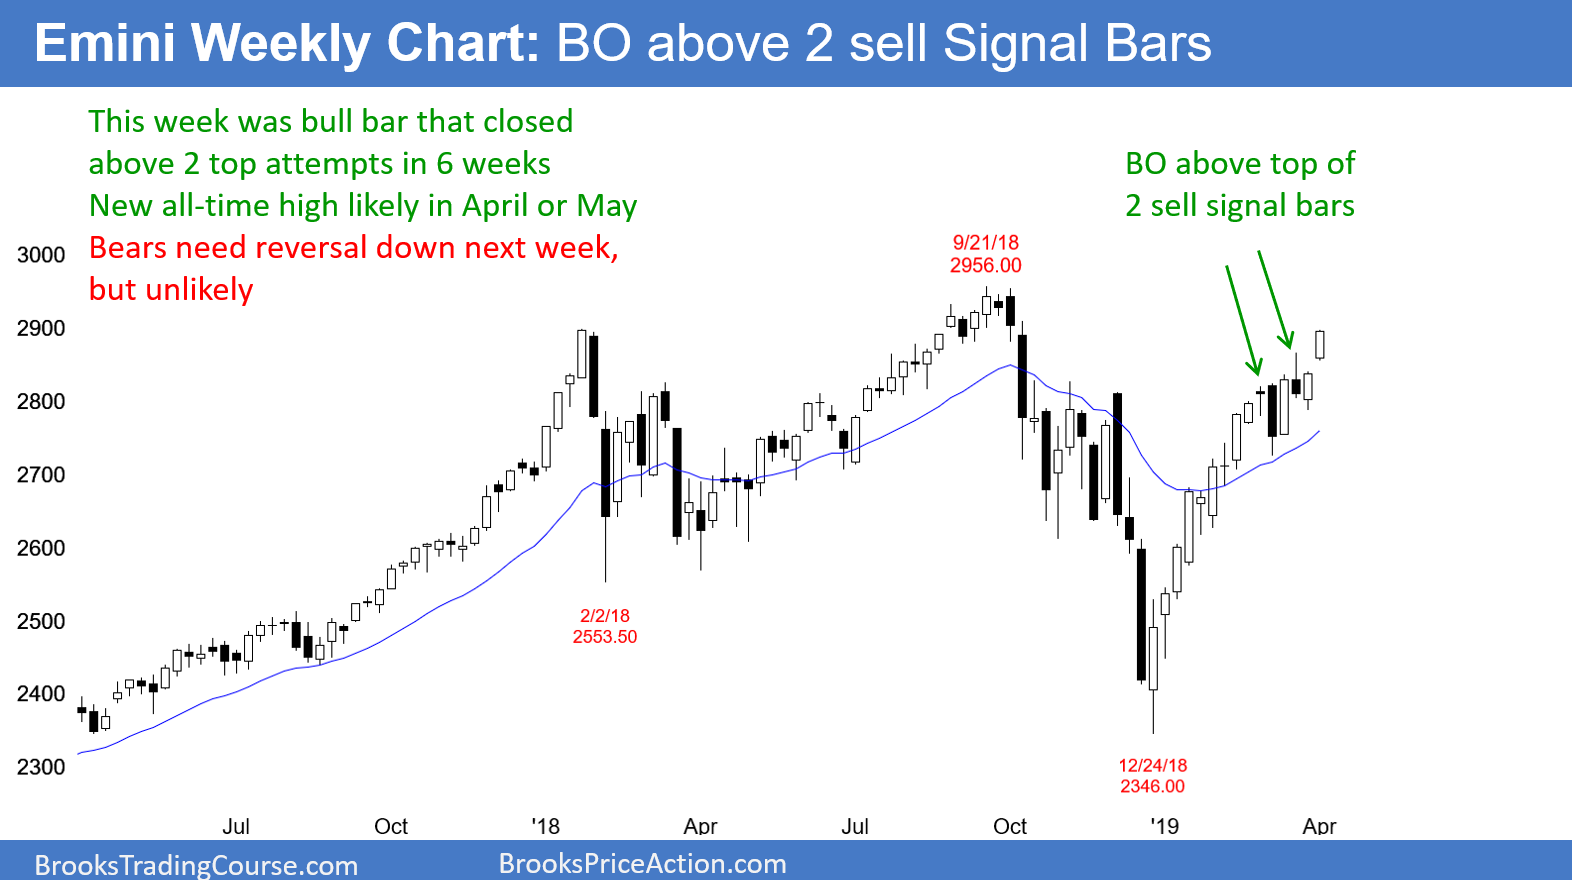 Emini Weekly Chart: BO above 2 sell Signal Bars
This week was bull bar that closed
above 2 top attempts in 6 weeks
New all-time high likely in April or May
Bears need reversal down next week,
but unlikely
BO above top of
2 sell signal bars
9/21/18
2956.00
3000
2900
2800
2700
2600
2500
2400
2300
2/2/18
2553.50
12/24/18
2346.00
Jul
Oct
'18
Apr
Jul
Oct
'19
Apr
BrooksTradingCourse.com
BrooksPriceAction.com